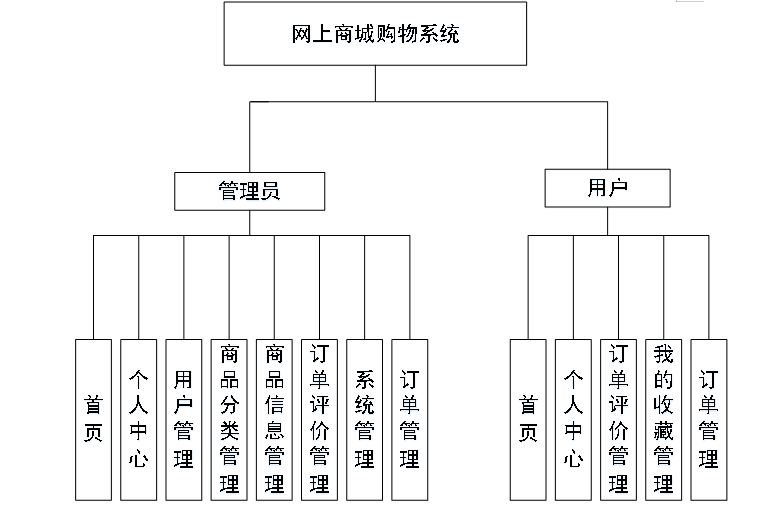 网上商城购物系统
管理员
用户
首页
个人中心
用户管理
商品分类管理
商品信息管理
订单评价管理
系统管理
订单管理
首页
个人中心
订单评价管理
我的收藏管理
订单管理